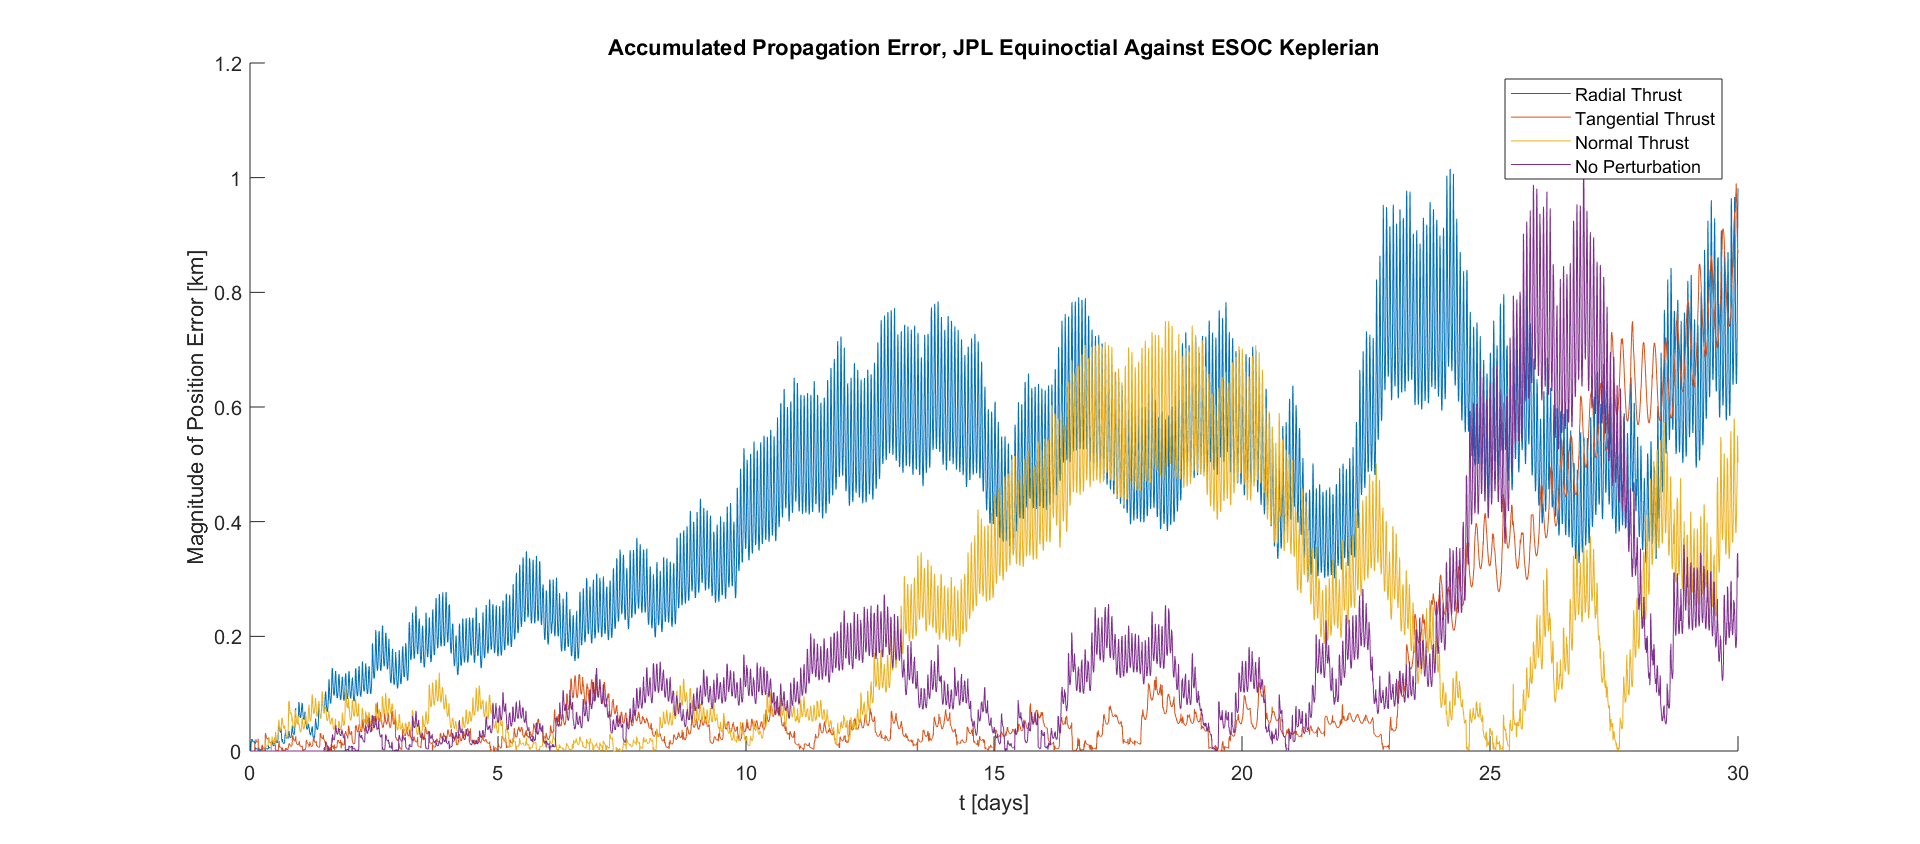 Accumulated Propagation Error, JPL Equinoctial Against ESOC Keplerian
1.2
1
0.8
0.6
0.4
0.2
0
Magnitude of Position Error [km]
Radial Thrust
Tangential Thrust
Normal Thrust
No Perturbation
0
5
10
15
20
25
30
t [days]